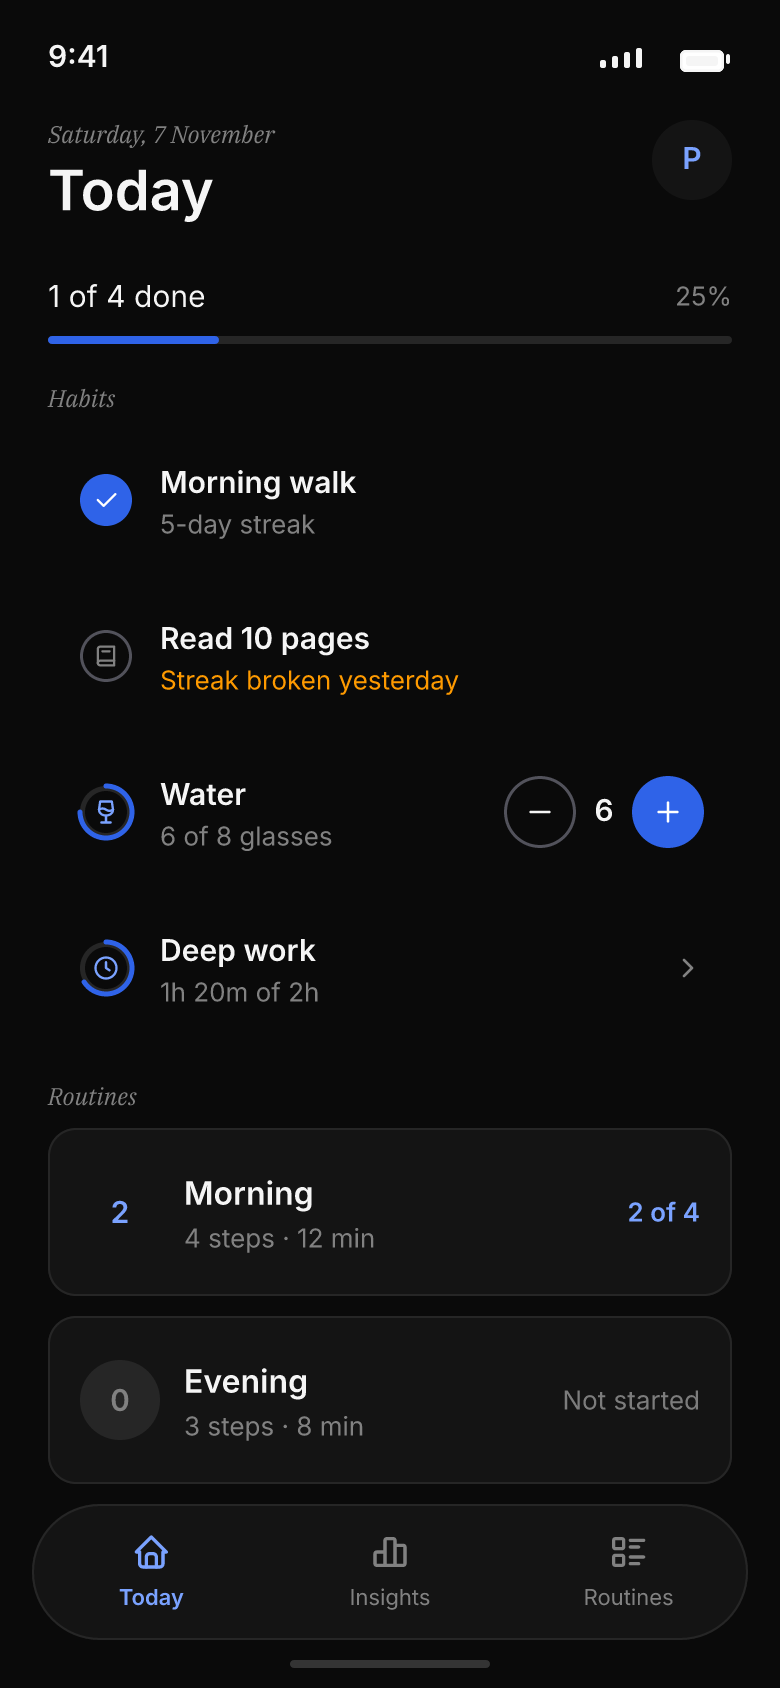 9:41
Saturday, 7 November
P
Today
1 of 4 done
25%
Habits
Morning walk
5-day streak
Read 10 pages
Streak broken yesterday
Water
6 of 8 glasses
6
Deep work
1h 20m of 2h
Routines
2
Morning
4 steps · 12 min
2 of 4
0
Evening
3 steps · 8 min
Not started
Today
Insights
Routines